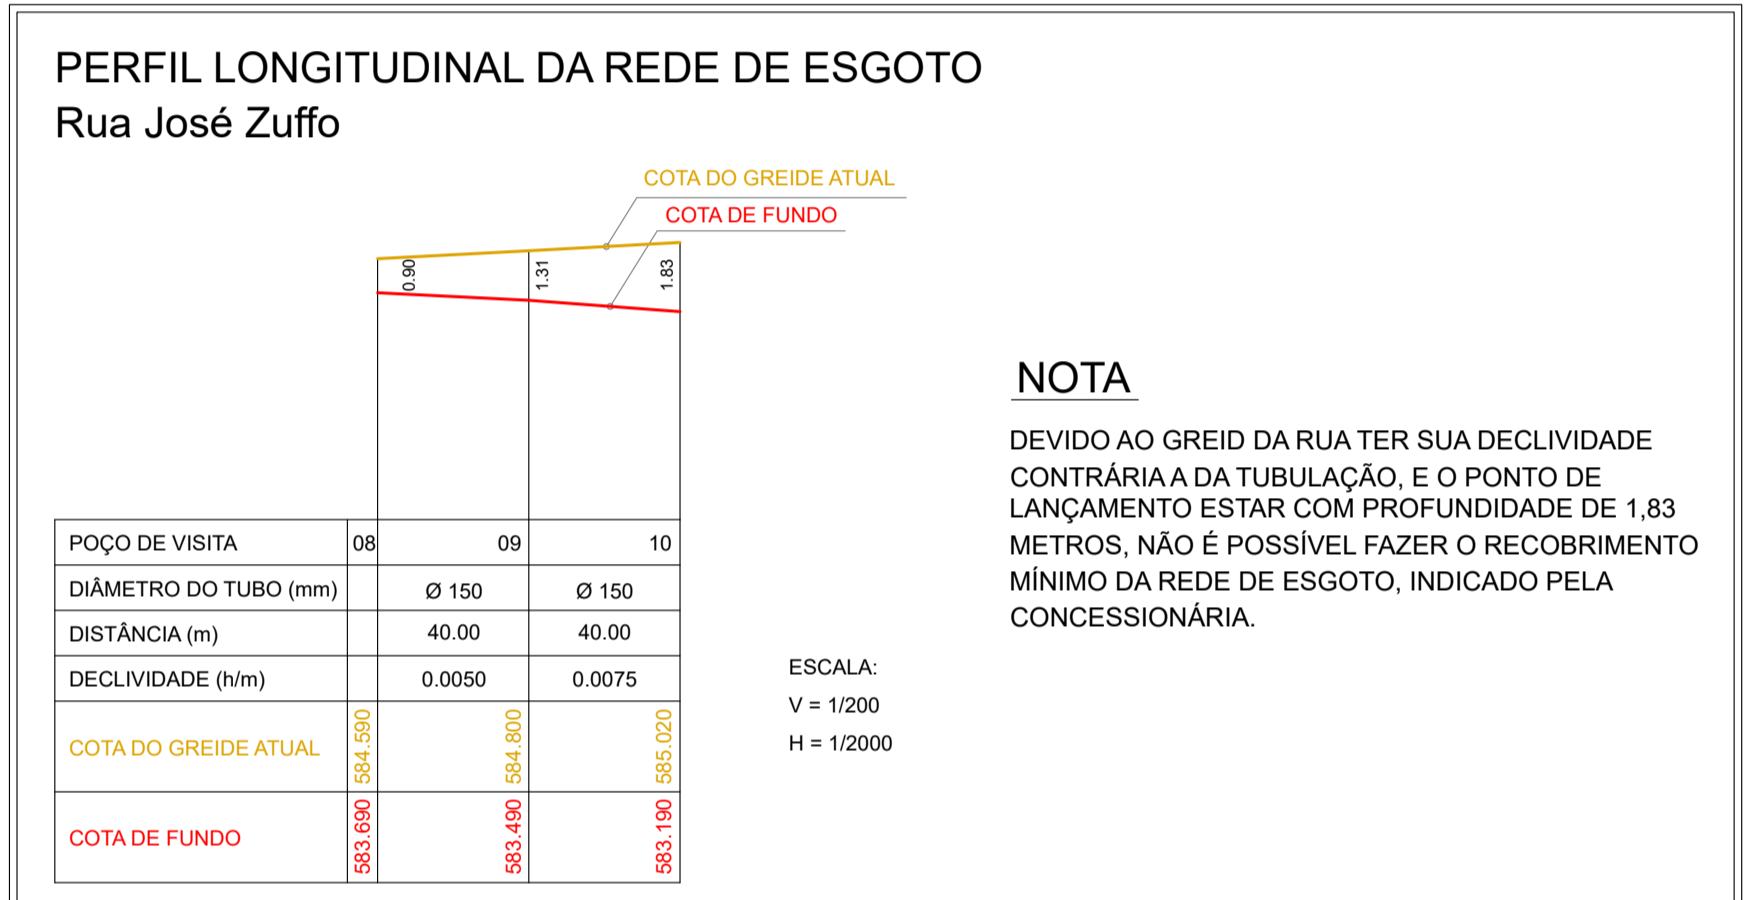 PERFIL LONGITUDINAL DA REDE DE ESGOTO
Rua José Zuffo
COTA DO GREIDE ATUAL
COTA DE FUNDO
0.90
1.31
1.83
NOTA
DEVIDO AO GREID DA RUA TER SUA DECLIVIDADE
CONTRÁRIA A DA TUBULAÇÃO, E O PONTO DE
LANÇAMENTO ESTAR COM PROFUNDIDADE DE 1,83
METROS, NÃO É POSSÍVEL FAZER O RECOBRIMENTO
MÍNIMO DA REDE DE ESGOTO, INDICADO PELA
CONCESSIONÁRIA.
POÇO DE VISITA 08 09 10
DIÂMETRO DO TUBO (mm) Ø 150 Ø 150
DISTÂNCIA (m) 40.00 40.00
DECLIVIDADE (h/m) 0.0050 0.0075
COTA DO GREIDE ATUAL 584.590 584.800 585.020
COTA DE FUNDO 583.690 583.490 583.190
ESCALA:
V = 1/200
H = 1/2000